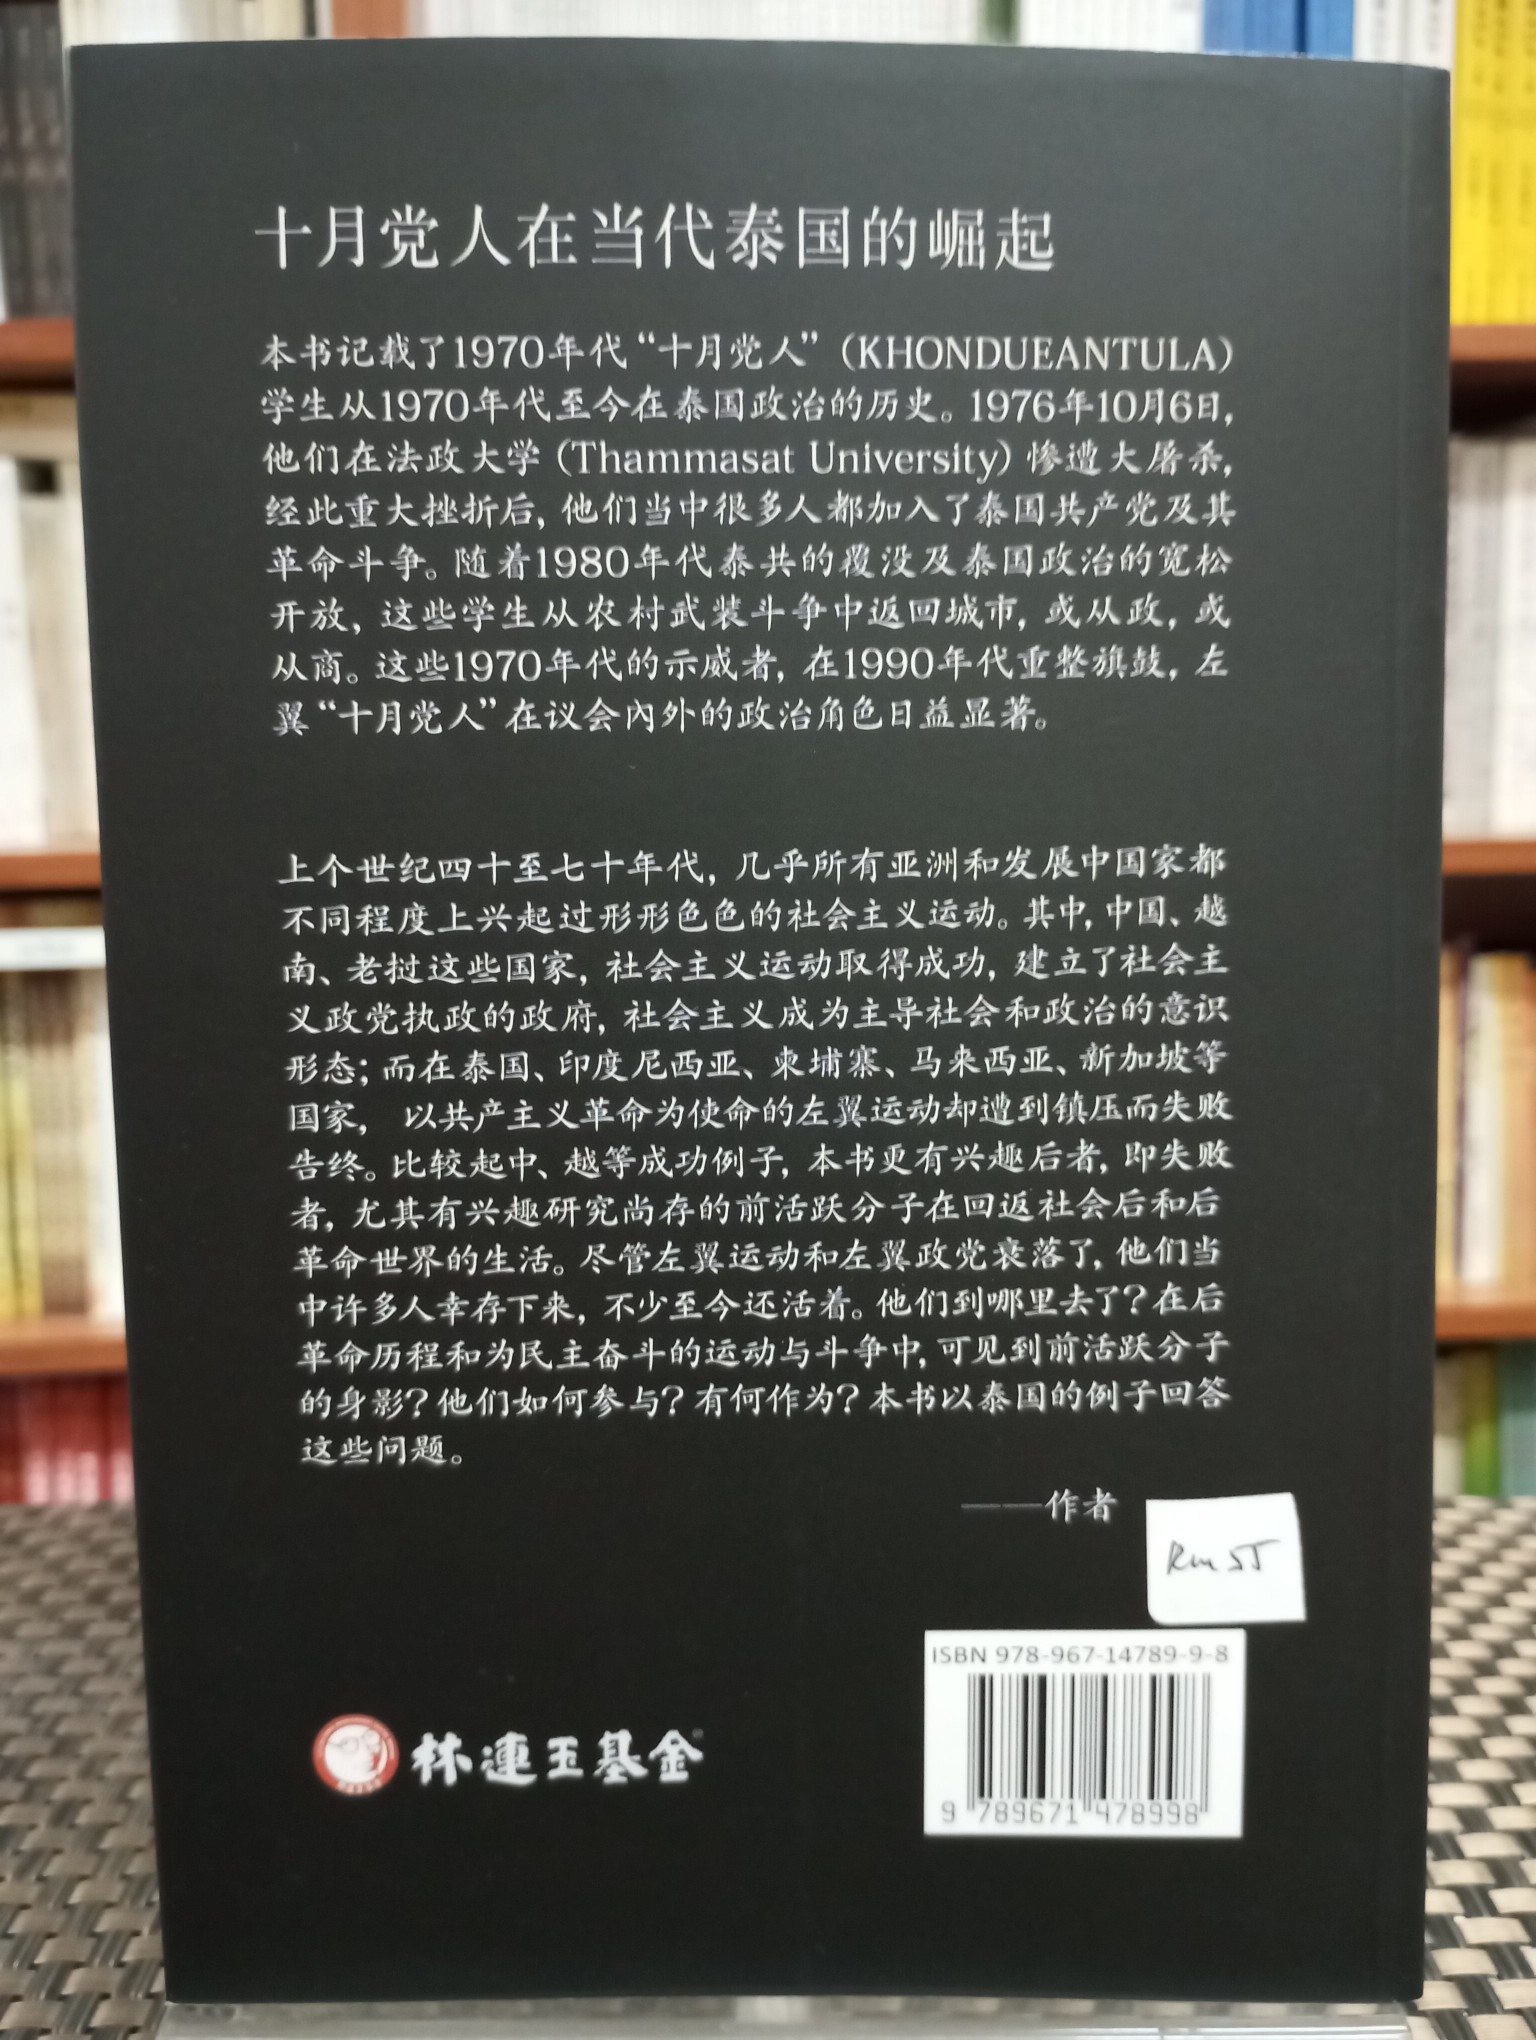 十月党人在当代泰国的崛起
本书记载了1970年代“十月党人”(KHONDUEANTULA)
学生从1970年代至今在泰国政治的历史。1976年10月6日,
他们在法政大学(Thammasat University)惨遭大屠杀,
经此重大挫折后,他们当中很多人都加入了泰国共产党及其
革命斗争。随着1980年代泰共的覆没及泰国政治的宽松
开放,这些学生从农村武装斗争中返回城市,或从政,或
从商。这些1970年代的示威者,在1990年代重整旗鼓,左
翼“十月党人”在议会內外的政治角色日益显著。
上个世纪四十至七十年代,几乎所有亚洲和发展中国家都
不同程度上兴起过形形色色的社会主义运动。其中,中国、越
南、老挝这些国家,社会主义运动取得成功,建立了社会主
义政党执政的政府,社会主义成为主导社会和政治的意识
形态;而在泰国、印度尼西亚、柬埔寨、马来西亚、新加坡等
国家, 以共产主义革命为使命的左翼运动却遭到镇压而失败
告终。比较起中、越等成功例子,本书更有兴趣后者,即失败
者,尤其有兴趣研究尚存的前活跃分子在回返社会后和后
革命世界的生活。尽管左翼运动和左翼政党衰落了,他们当
中许多人幸存下来,不少至今还活着。他们到哪里去了?在后
革命历程和为民主奋斗的运动与斗争中,可见到前活跃分子
的身影?他们如何参与?有何作为?本书以泰国的例子回答
这些问题。
——作者
Rm 55
ISBN 978-967-14789-9-8
9 789671 478998
林連玉基金